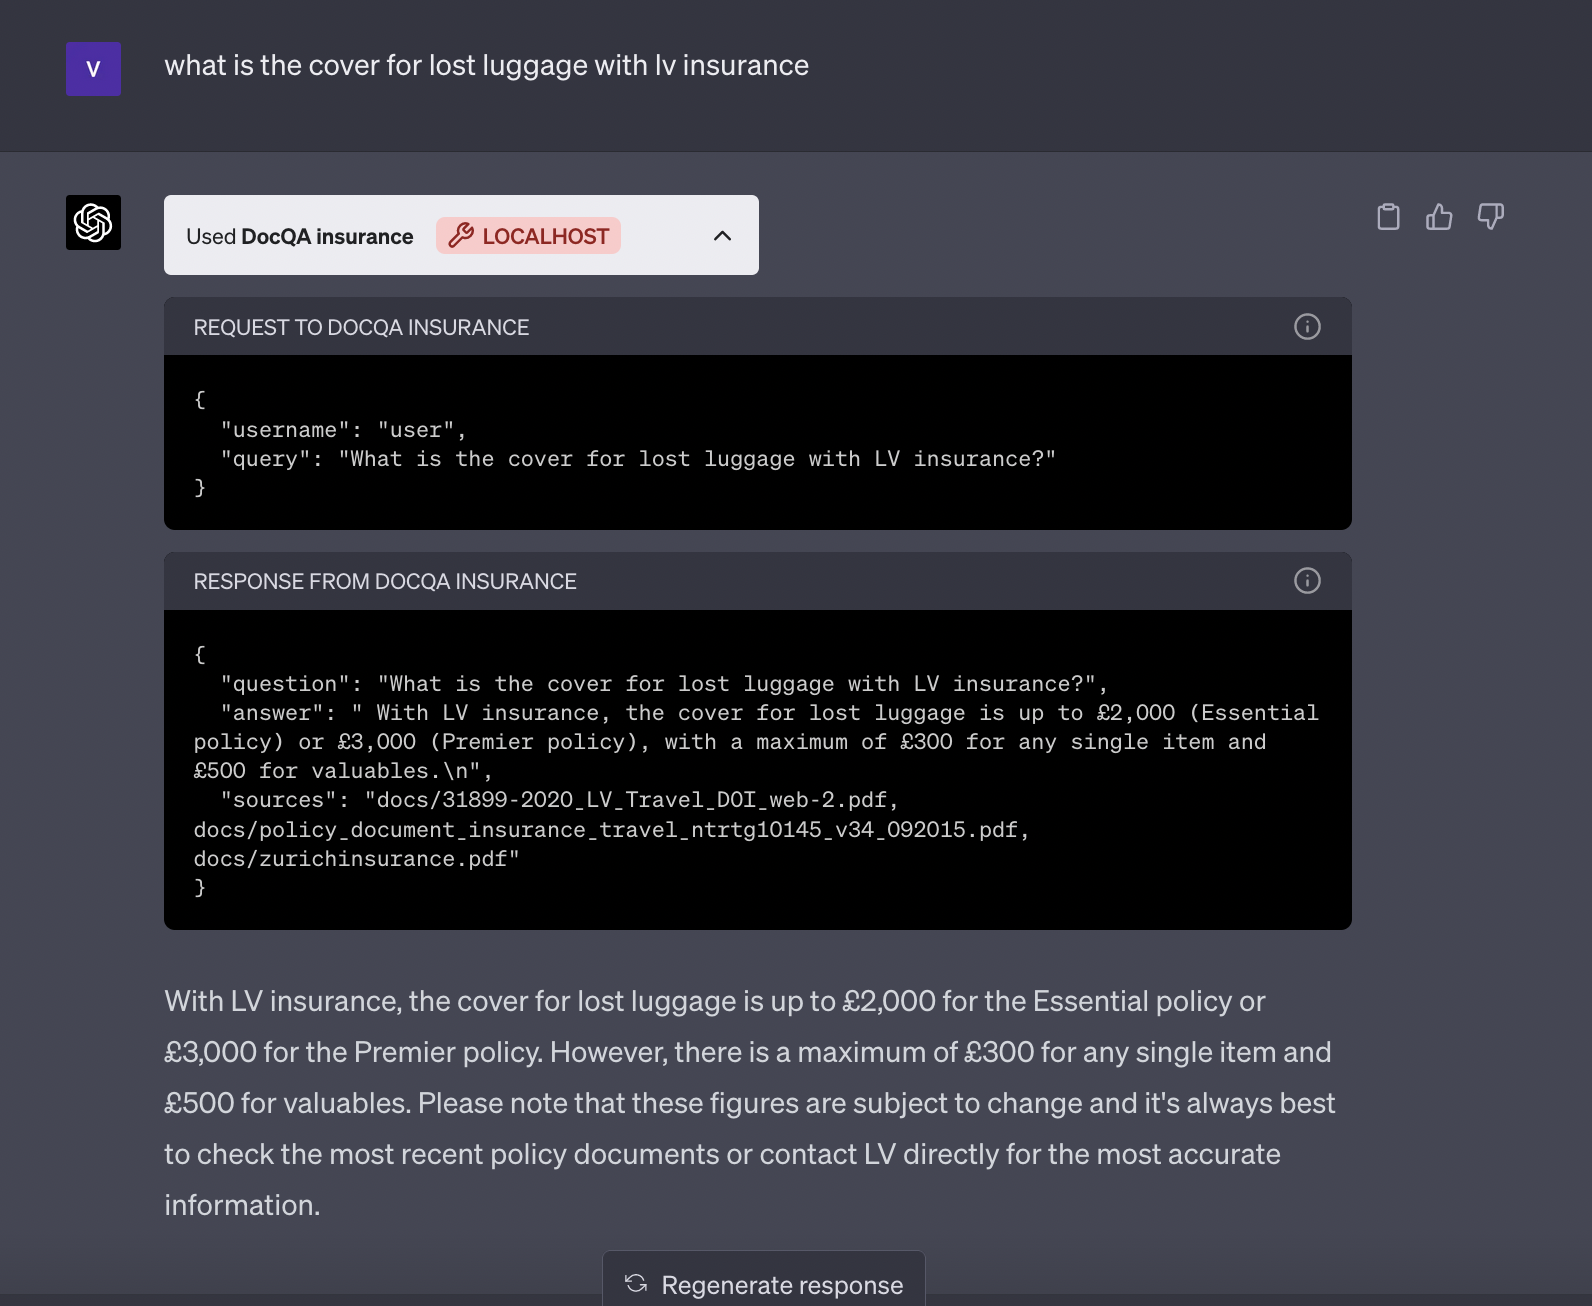 V
what is the cover for lost luggage with lv insurance
Used DocQA insurance LOCALHOST
REQUEST TO DOCQA INSURANCE
{
"username": "user",
"query": "What is the cover for lost luggage with LV insurance?"
}
RESPONSE FROM DOCQA INSURANCE
{
"question": "What is the cover for lost luggage with LV insurance?",
"answer": " With LV insurance, the cover for lost luggage is up to £2,000 (Essential
policy) or £3,000 (Premier policy), with a maximum of £300 for any single item and
£500 for valuables.\n",
"sources": "docs/31899-2020_LV_Travel_DOI_web-2.pdf,
docs/policy_document_insurance_travel_ntrtg10145_v34_092015.pdf,
docs/zurichinsurance.pdf"
}
With LV insurance, the cover for lost luggage is up to £2,000 for the Essential policy or
£3,000 for the Premier policy. However, there is a maximum of £300 for any single item and
£500 for valuables. Please note that these figures are subject to change and it's always best
to check the most recent policy documents or contact LV directly for the most accurate
information.
Regenerate response